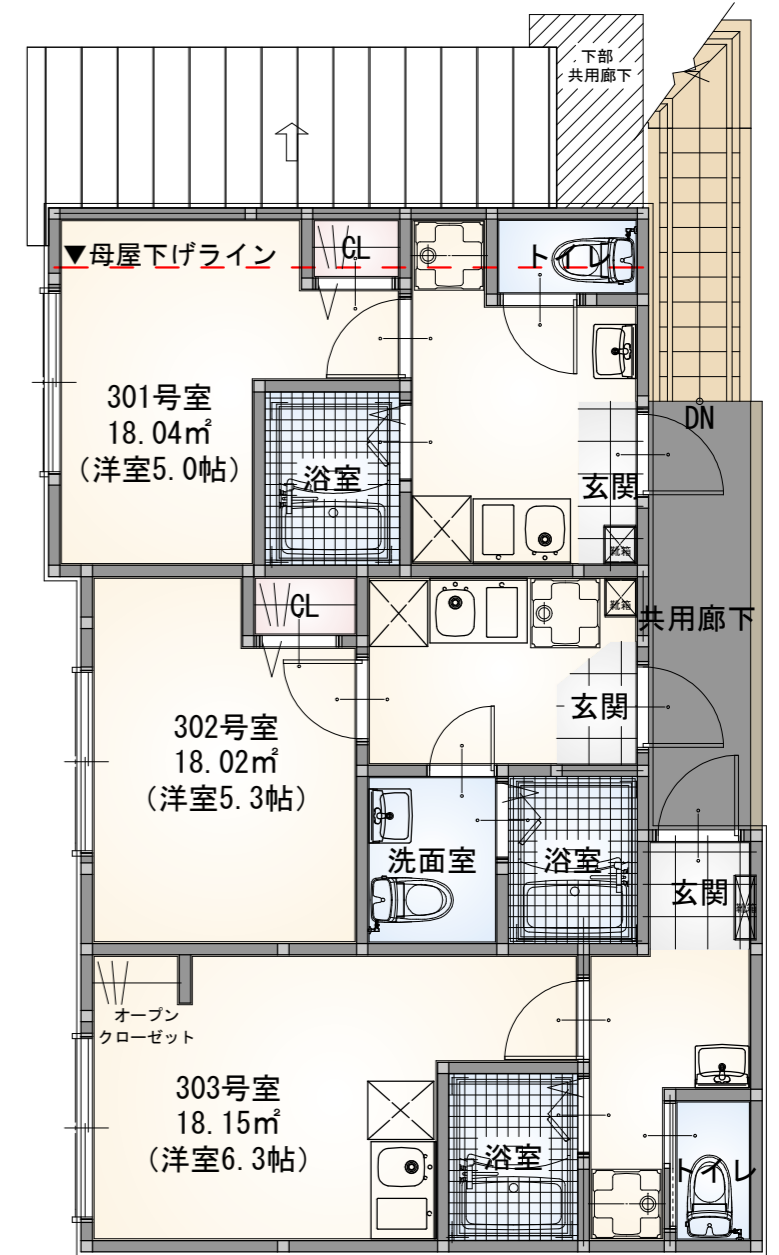 下部
共用廊下
▼母屋下げライン
CL
トイレ
301号室
18.04㎡
(洋室5.0帖)
浴室
玄関
DN
靴箱
CL
靴箱
共用廊下
302号室
18.02㎡
(洋室5.3帖)
玄関
洗面室
浴室
玄関
靴箱
オープン
クローゼット
303号室
18.15㎡
(洋室6.3帖)
浴室
トイレ